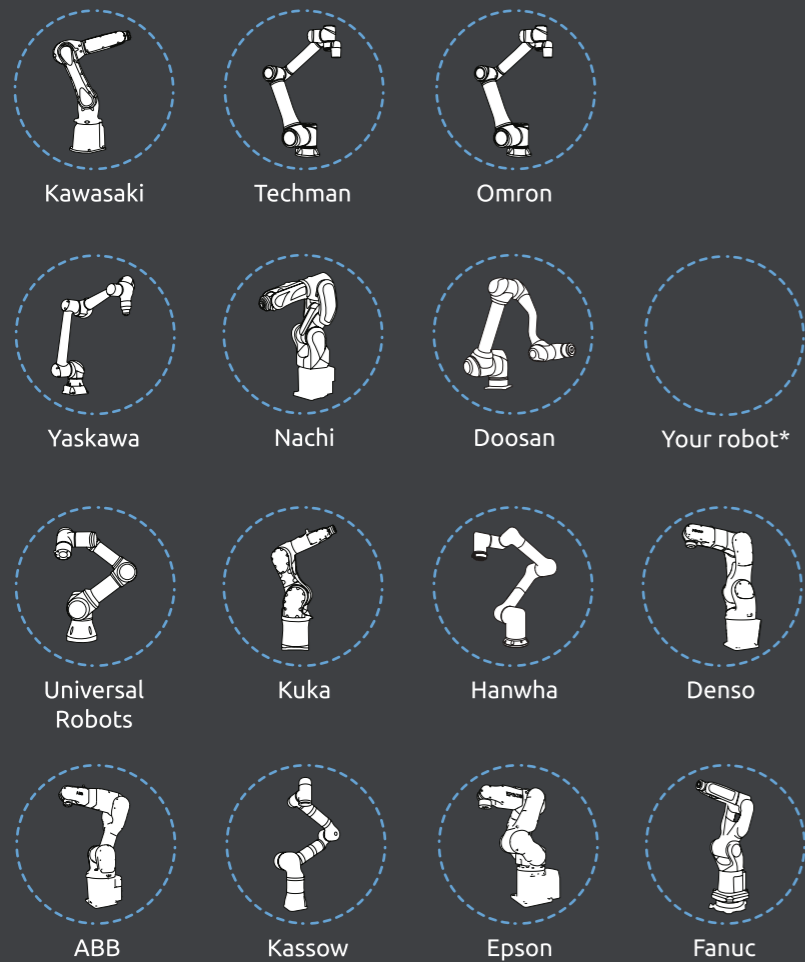 Kawasaki
Techman
Omron
Yaskawa
Nachi
Doosan
Your robot*
Universal
Robots
Kuka
Hanwha
Denso
ABB
Kassow
Epson
Fanuc